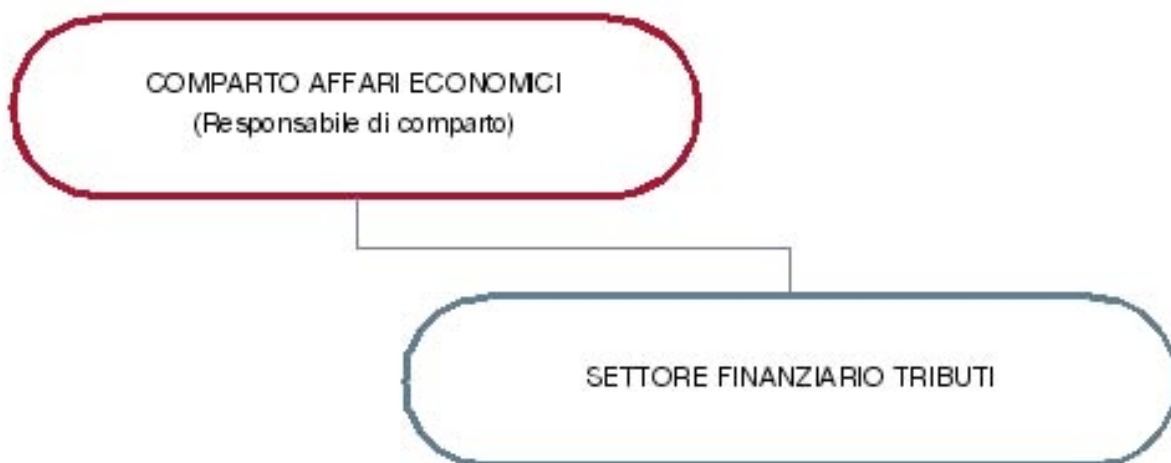 COMPARTO AFFARI ECONOMICI
(Responsabile di comparto)
SETTORE FINANZIARIO TRIBUTI